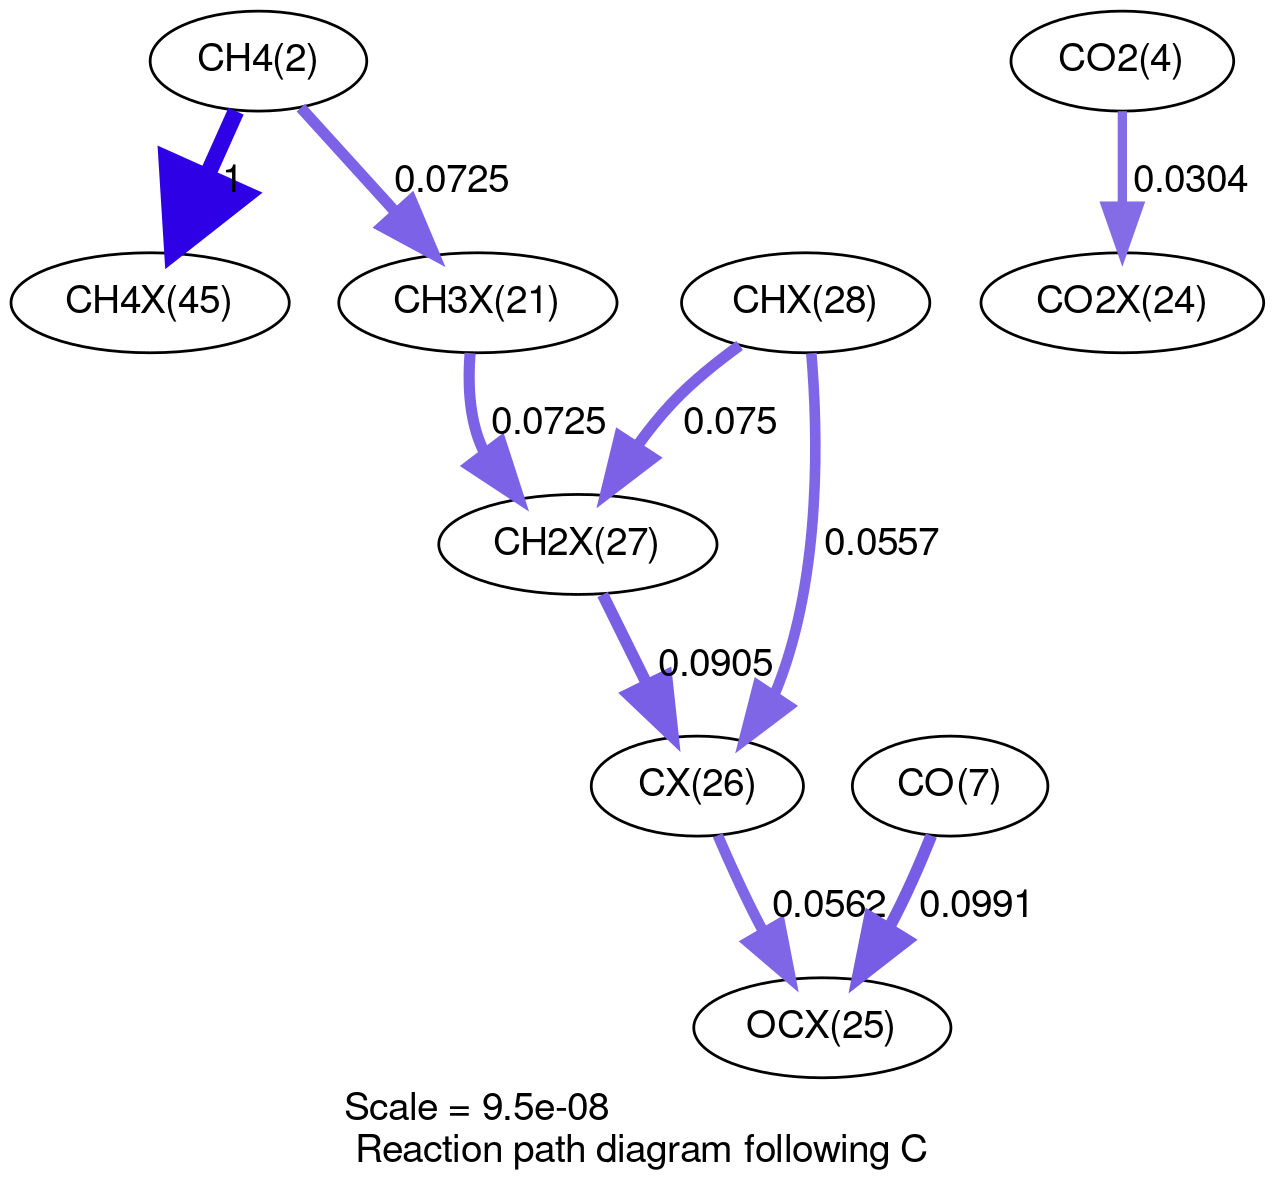 CH4(2)
CO2(4)
1
0.0725
0.0304
CH4X(45)
CH3X(21)
CHX(28)
CO2X(24)
0.0725
0.075
CH2X(27)
0.0557
0.0905
CX(26)
CO(7)
0.0562
0.0991
OCX(25)
Scale = 9.5e-08
Reaction path diagram following C